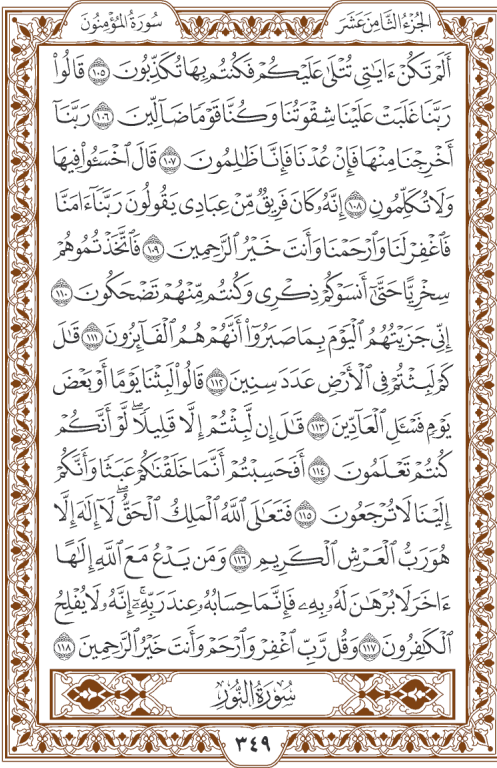 الجزء الثامن عشر
سورة المؤمنون
أَلَمْ تَكُنْ ءَايَٰتِى تُتْلَىٰ عَلَيْكُمْ فَكُنتُم بِهَا تُكَذِّبُونَ ١٠٥ قَالُوا۟
رَبَّنَا غَلَبَتْ عَلَيْنَا شِقْوَتُنَا وَكُنَّا قَوْمًا ضَآلِّينَ ١٠٦ رَبَّنَآ
أَخْرِجْنَا مِنْهَا فَإِنْ عُدْنَا فَإِنَّا ظَٰلِمُونَ ١٠٧ قَالَ ٱخْسَـُٔوا۟ فِيهَا
وَلَا تُكَلِّمُونِ ١٠٨ إِنَّهُۥ كَانَ فَرِيقٌ مِّنْ عِبَادِى يَقُولُونَ رَبَّنَآ ءَامَنَّا
فَٱغْفِرْ لَنَا وَٱرْحَمْنَا وَأَنتَ خَيْرُ ٱلرَّٰحِمِينَ ١٠٩ فَٱتَّخَذْتُمُوهُمْ
سِخْرِيًّا حَتَّىٰٓ أَنسَوْكُمْ ذِكْرِى وَكُنتُم مِّنْهُمْ تَضْحَكُونَ ١١٠
إِنِّى جَزَيْتُهُمُ ٱلْيَوْمَ بِمَا صَبَرُوٓا۟ أَنَّهُمْ هُمُ ٱلْفَآئِزُونَ ١١١ قَٰلَ
كَمْ لَبِثْتُمْ فِى ٱلْأَرْضِ عَدَدَ سِنِينَ ١١٢ قَالُوا۟ لَبِثْنَا يَوْمًا أَوْ بَعْضَ
يَوْمٍ فَسْـَٔلِ ٱلْعَآدِّينَ ١١٣ قَٰلَ إِن لَّبِثْتُمْ إِلَّا قَلِيلًا ۖ لَّوْ أَنَّكُمْ
كُنتُمْ تَعْلَمُونَ ١١٤ أَفَحَسِبْتُمْ أَنَّمَا خَلَقْنَٰكُمْ عَبَثًا وَأَنَّكُمْ
إِلَيْنَا لَا تُرْجَعُونَ ١١٥ فَتَعَٰلَى ٱللَّهُ ٱلْمَلِكُ ٱلْحَقُّ ۖ لَآ إِلَٰهَ إِلَّا
هُوَ رَبُّ ٱلْعَرْشِ ٱلْكَرِيمِ ١١٦ وَمَن يَدْعُ مَعَ ٱللَّهِ إِلَٰهًا
ءَاخَرَ لَا بُرْهَٰنَ لَهُۥ بِهِۦ فَإِنَّمَا حِسَابُهُۥ عِندَ رَبِّهِۦٓ ۚ إِنَّهُۥ لَا يُفْلِحُ
ٱلْكَٰفِرُونَ ١١٧ وَقُل رَّبِّ ٱغْفِرْ وَٱرْحَمْ وَأَنتَ خَيْرُ ٱلرَّٰحِمِينَ ١١٨
سُورَةُ النُّورِ
٣٤٩